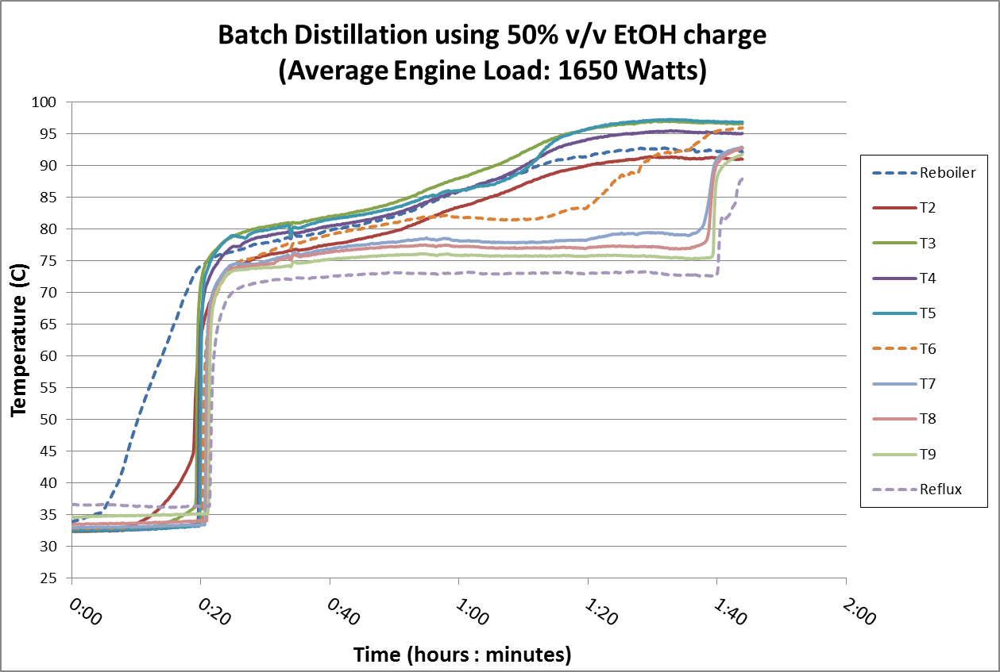 Batch Distillation using 50% v/v EtOH charge
(Average Engine Load: 1650 Watts)
Temperature (C)
100
95
90
85
80
75
70
65
60
55
50
45
40
35
30
25
0:00
0:20
0:40
1:00
1:20
1:40
2:00
Time (hours : minutes)
Reboiler
T2
T3
T4
T5
T6
T7
T8
T9
Reflux